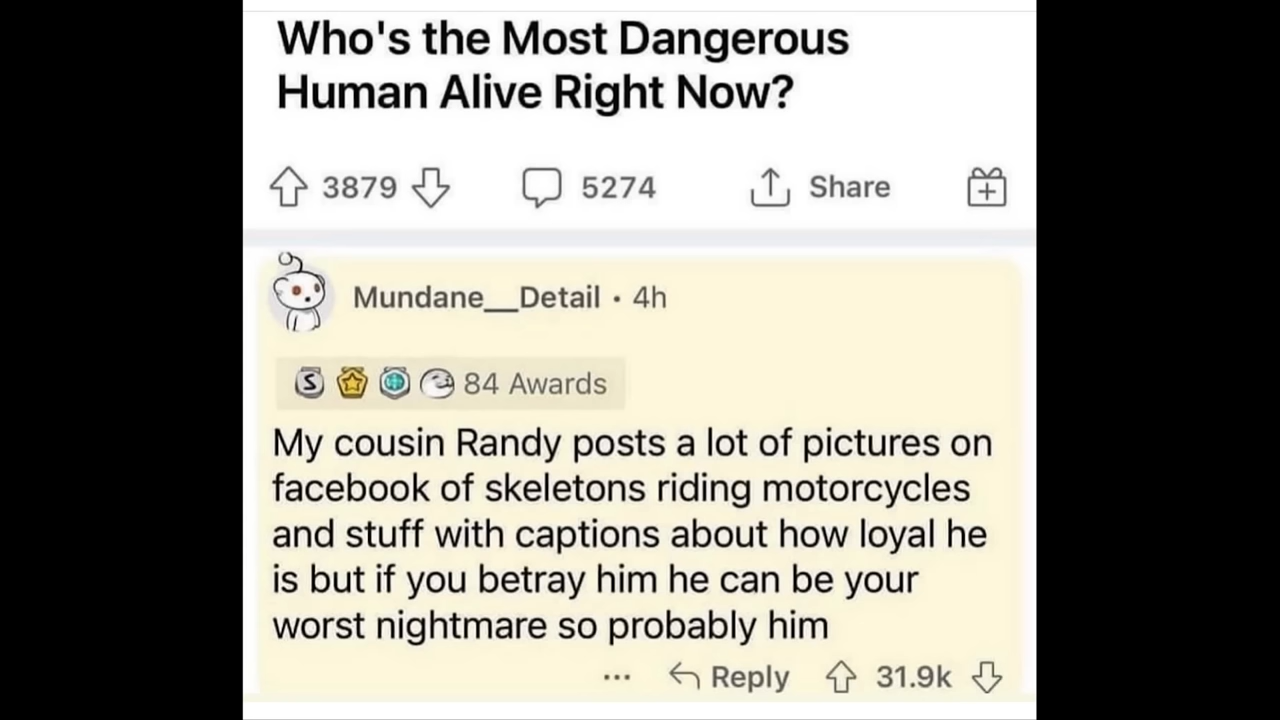 Who's the Most Dangerous
Human Alive Right Now?
3879 5274 Share
Mundane__Detail • 4h
S 84 Awards
My cousin Randy posts a lot of pictures on
facebook of skeletons riding motorcycles
and stuff with captions about how loyal he
is but if you betray him he can be your
worst nightmare so probably him
... Reply 31.9k